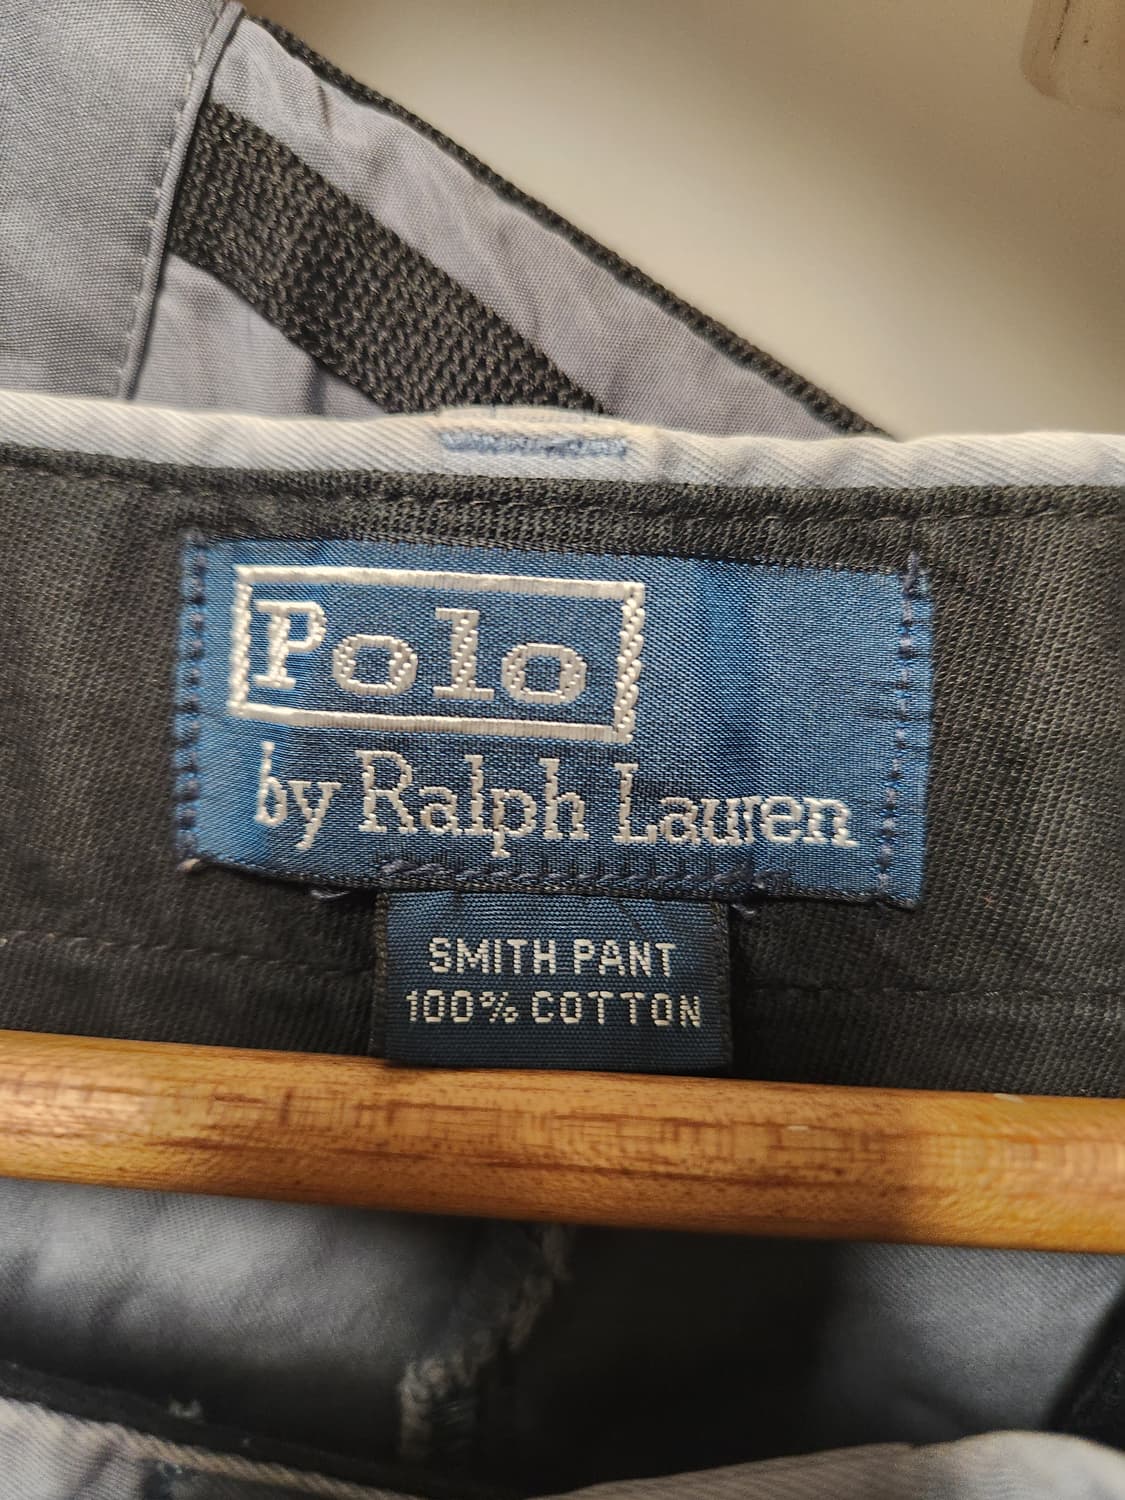 Polo
by Ralph Lauren
SMITH PANT
100% COTTON